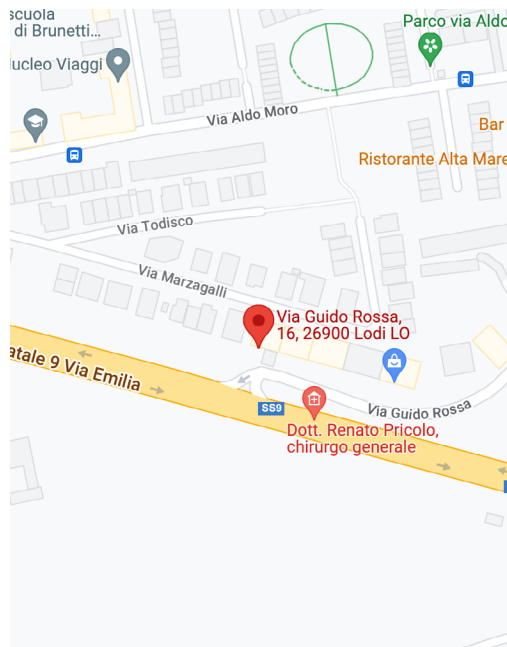 scuola
di Brunetti...
Nucleo Viaggi
Parco via Aldo
Via Aldo Moro
Bar
Ristorante Alta Mare
Via Todisco
Via Marzagalli
Via Guido Rossa,
16, 26900 Lodi LO
atale 9 Via Emilia
SS9
Via Guido Rossa
Dott. Renato Pricolo,
chirurgo generale